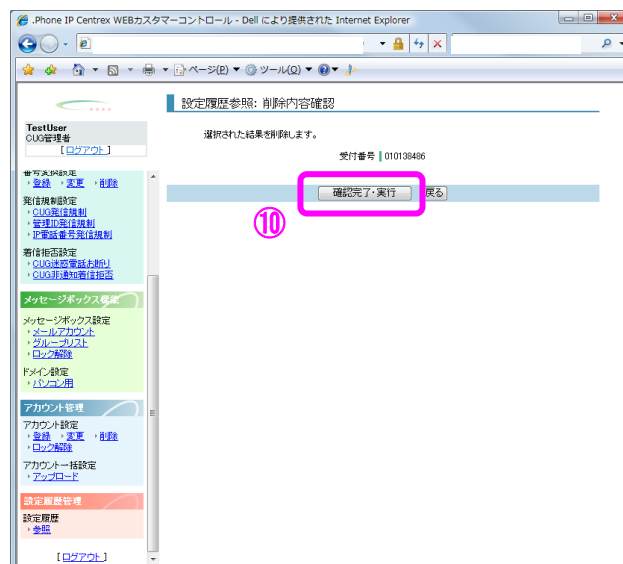 .Phone IP Centrex WEBカスタマーコントロール - Dell により提供された Internet Explorer
ページ(P) ツール(O)
設定履歴参照: 削除内容確認
TestUser
CUG管理者
[ログアウト]
選択された結果を削除します。
受付番号 010138486
確認完了・実行 戻る
⑩
番号変換設定
登録 変更 削除
発信規制設定
CUG発信規制
管理ID発信規制
IP電話番号発信規制
着信拒否設定
CUG迷惑電話お断り
CUG非通知着信拒否
メッセージボックス機能
メッセージボックス設定
メールアカウント
グループリスト
ロック解除
ドメイン設定
パソコン用
アカウント管理
アカウント設定
登録 変更 削除
ロック解除
アカウント一括設定
アップロード
設定履歴管理
設定履歴
参照
[ログアウト]